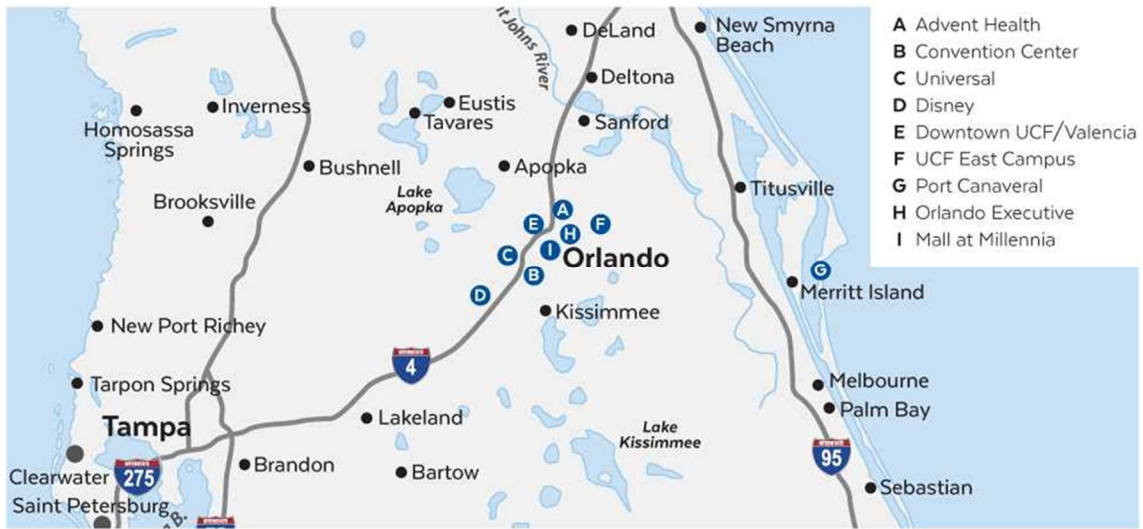 DeLand
New Smyrna
Beach
t Johns River
Deltona
Eustis
Tavares
Inverness
Homosassa
Springs
Sanford
Bushnell
Apopka
Lake
Apopka
Titusville
Brooksville
A
E
F
H
I
C
B
D
Orlando
G
Merritt Island
Kissimmee
New Port Richey
4
Tarpon Springs
Melbourne
Palm Bay
Lakeland
Tampa
Lake
Kissimmee
95
Brandon
Bartow
Clearwater
275
Sebastian
Saint Petersburg
B.
A Advent Health
B Convention Center
C Universal
D Disney
E Downtown UCF/Valencia
F UCF East Campus
G Port Canaveral
H Orlando Executive
I Mall at Millennia